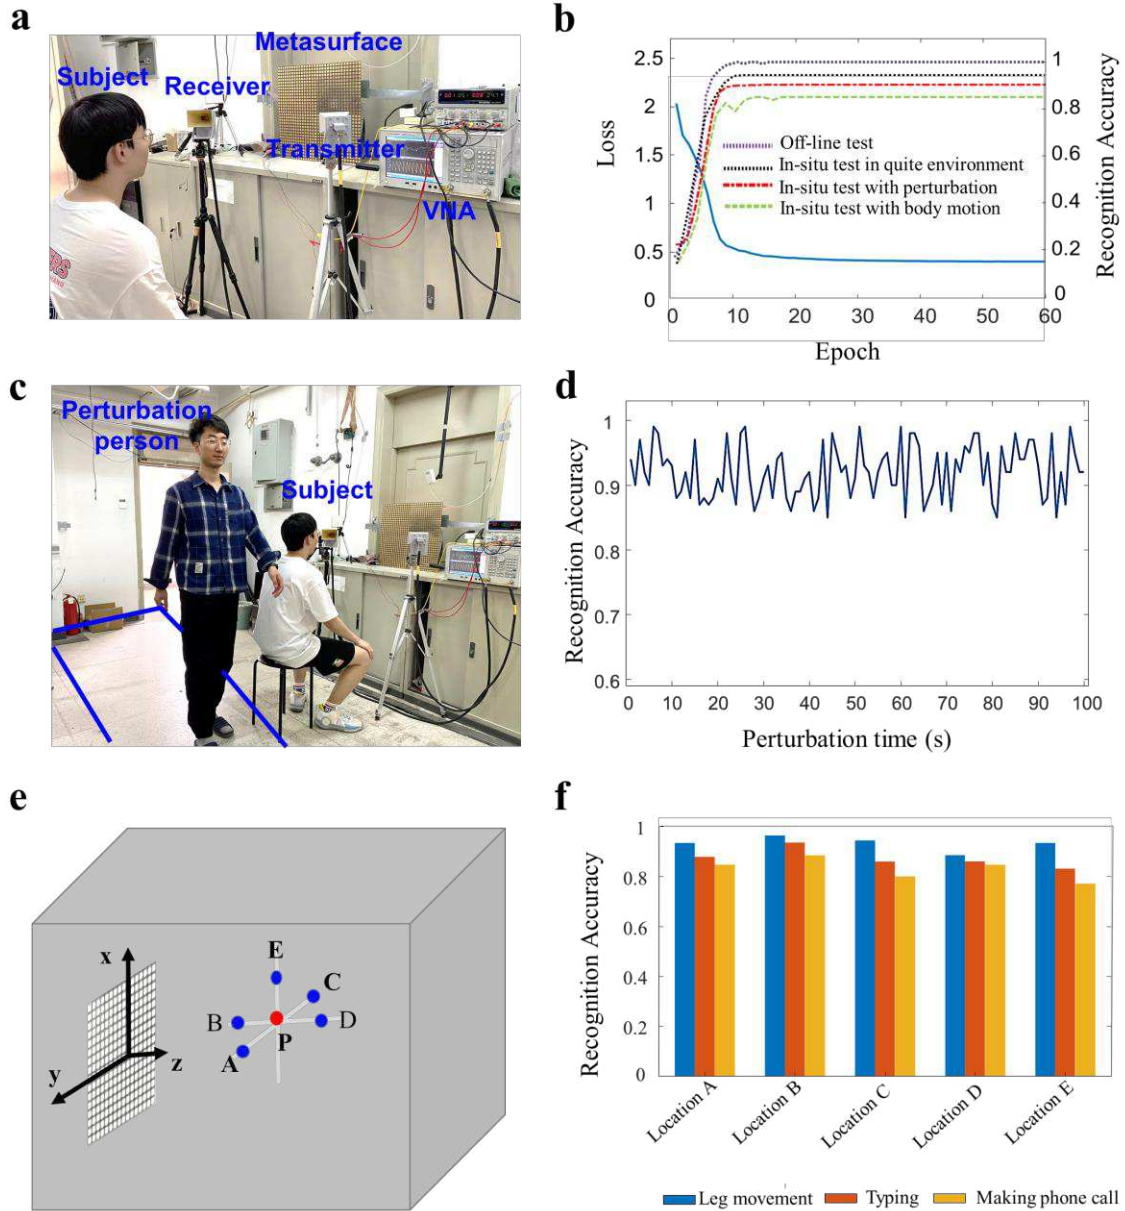 a
Metasurface
Subject
Receiver
Transmitter
VNA
b
2.5
2
1.5
1
0.5
0
Loss
1
0.8
0.6
0.4
0.2
0
Recognition Accuracy
Off-line test
In-situ test in quite environment
In-situ test with perturbation
In-situ test with body motion
0 10 20 30 40 50 60
Epoch
c
Perturbation
person
Subject
d
1
0.9
0.8
0.9
0.6
Recognition Accuracy
0 10 20 30 40 50 60 70 80 90 100
Perturbation time (s)
e
x
y
z
E
C
B
D
P
A
f
1
0.8
0.6
0.4
0.2
0
Recognition Accuracy
Location A
Location B
Location C
Location D
Location E
Leg movement Typing Making phone call